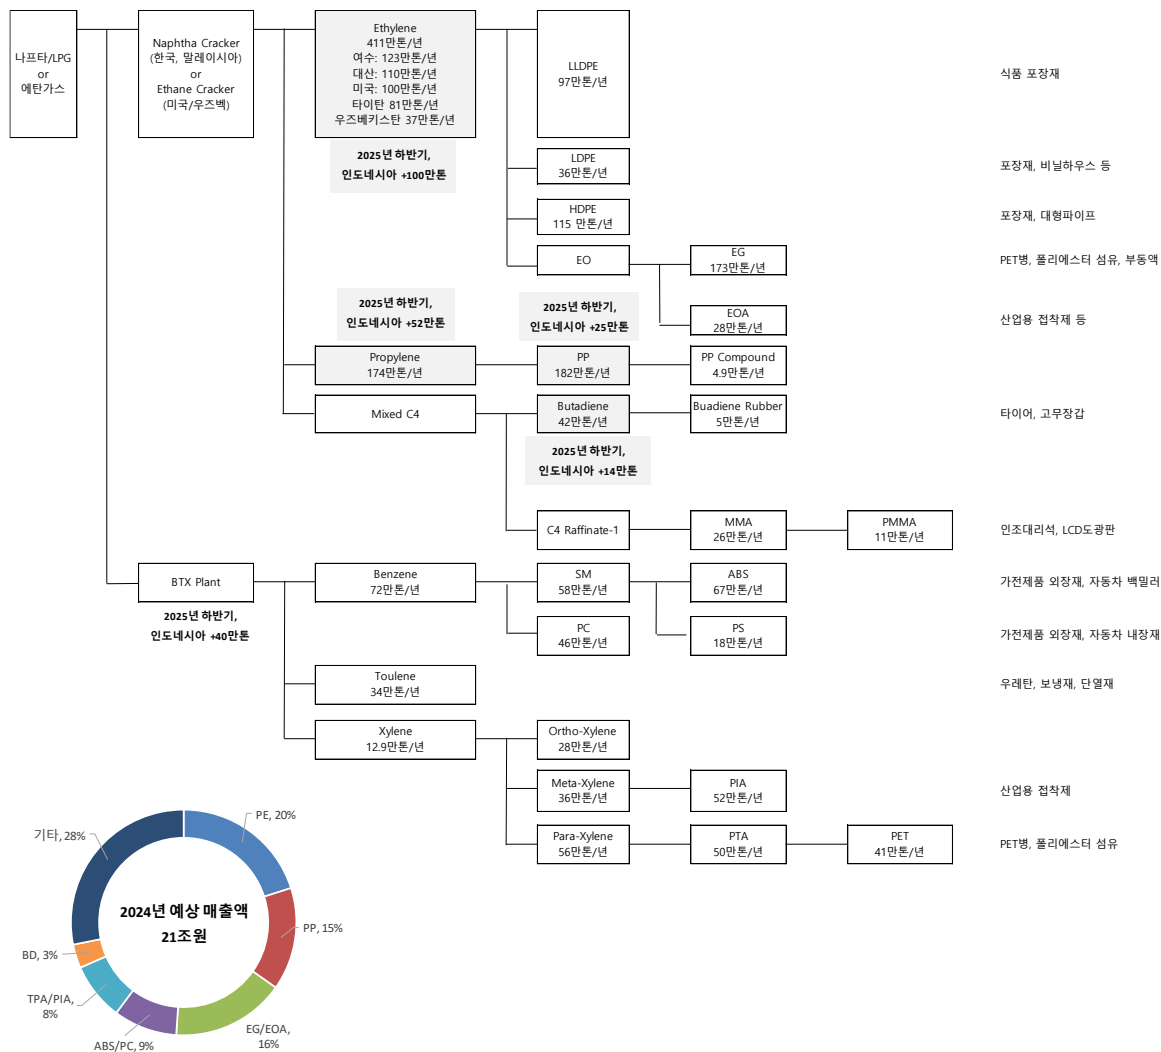 나프타/LPG
or
에탄가스
Naphtha Cracker
(한국, 말레이시아)
or
Ethane Cracker
(미국/우즈벡)
Ethylene
411만톤/년
여수: 123만톤/년
대산: 110만톤/년
미국: 100만톤/년
타이탄 81만톤/년
우즈베키스탄 37만톤/년
LLDPE
97만톤/년
식품 포장재
2025년 하반기,
인도네시아 +100만톤
LDPE
36만톤/년
포장재, 비닐하우스 등
HDPE
115 만톤/년
포장재, 대형파이프
EO
EG
173만톤/년
PET병, 폴리에스터 섬유, 부동액
2025년 하반기,
인도네시아 +52만톤
2025년 하반기,
인도네시아 +25만톤
EOA
28만톤/년
산업용 접착제 등
Propylene
174만톤/년
PP
182만톤/년
PP Compound
4.9만톤/년
Mixed C4
Butadiene
42만톤/년
Buadiene Rubber
5만톤/년
타이어, 고무장갑
2025년 하반기,
인도네시아 +14만톤
C4 Raffinate-1
MMA
26만톤/년
PMMA
11만톤/년
인조대리석, LCD도광판
BTX Plant
Benzene
72만톤/년
SM
58만톤/년
ABS
67만톤/년
가전제품 외장재, 자동차 백밀러
2025년 하반기,
인도네시아 +40만톤
PC
46만톤/년
PS
18만톤/년
가전제품 외장재, 자동차 내장재
Toulene
34만톤/년
우레탄, 보냉재, 단열재
Xylene
12.9만톤/년
Ortho-Xylene
28만톤/년
Meta-Xylene
36만톤/년
PIA
52만톤/년
산업용 접착제
Para-Xylene
56만톤/년
PTA
50만톤/년
PET
41만톤/년
PET병, 폴리에스터 섬유
PE, 20%
기타, 28%
2024년 예상 매출액
21조원
PP, 15%
BD, 3%
TPA/PIA,
8%
ABS/PC, 9%
EG/EOA,
16%